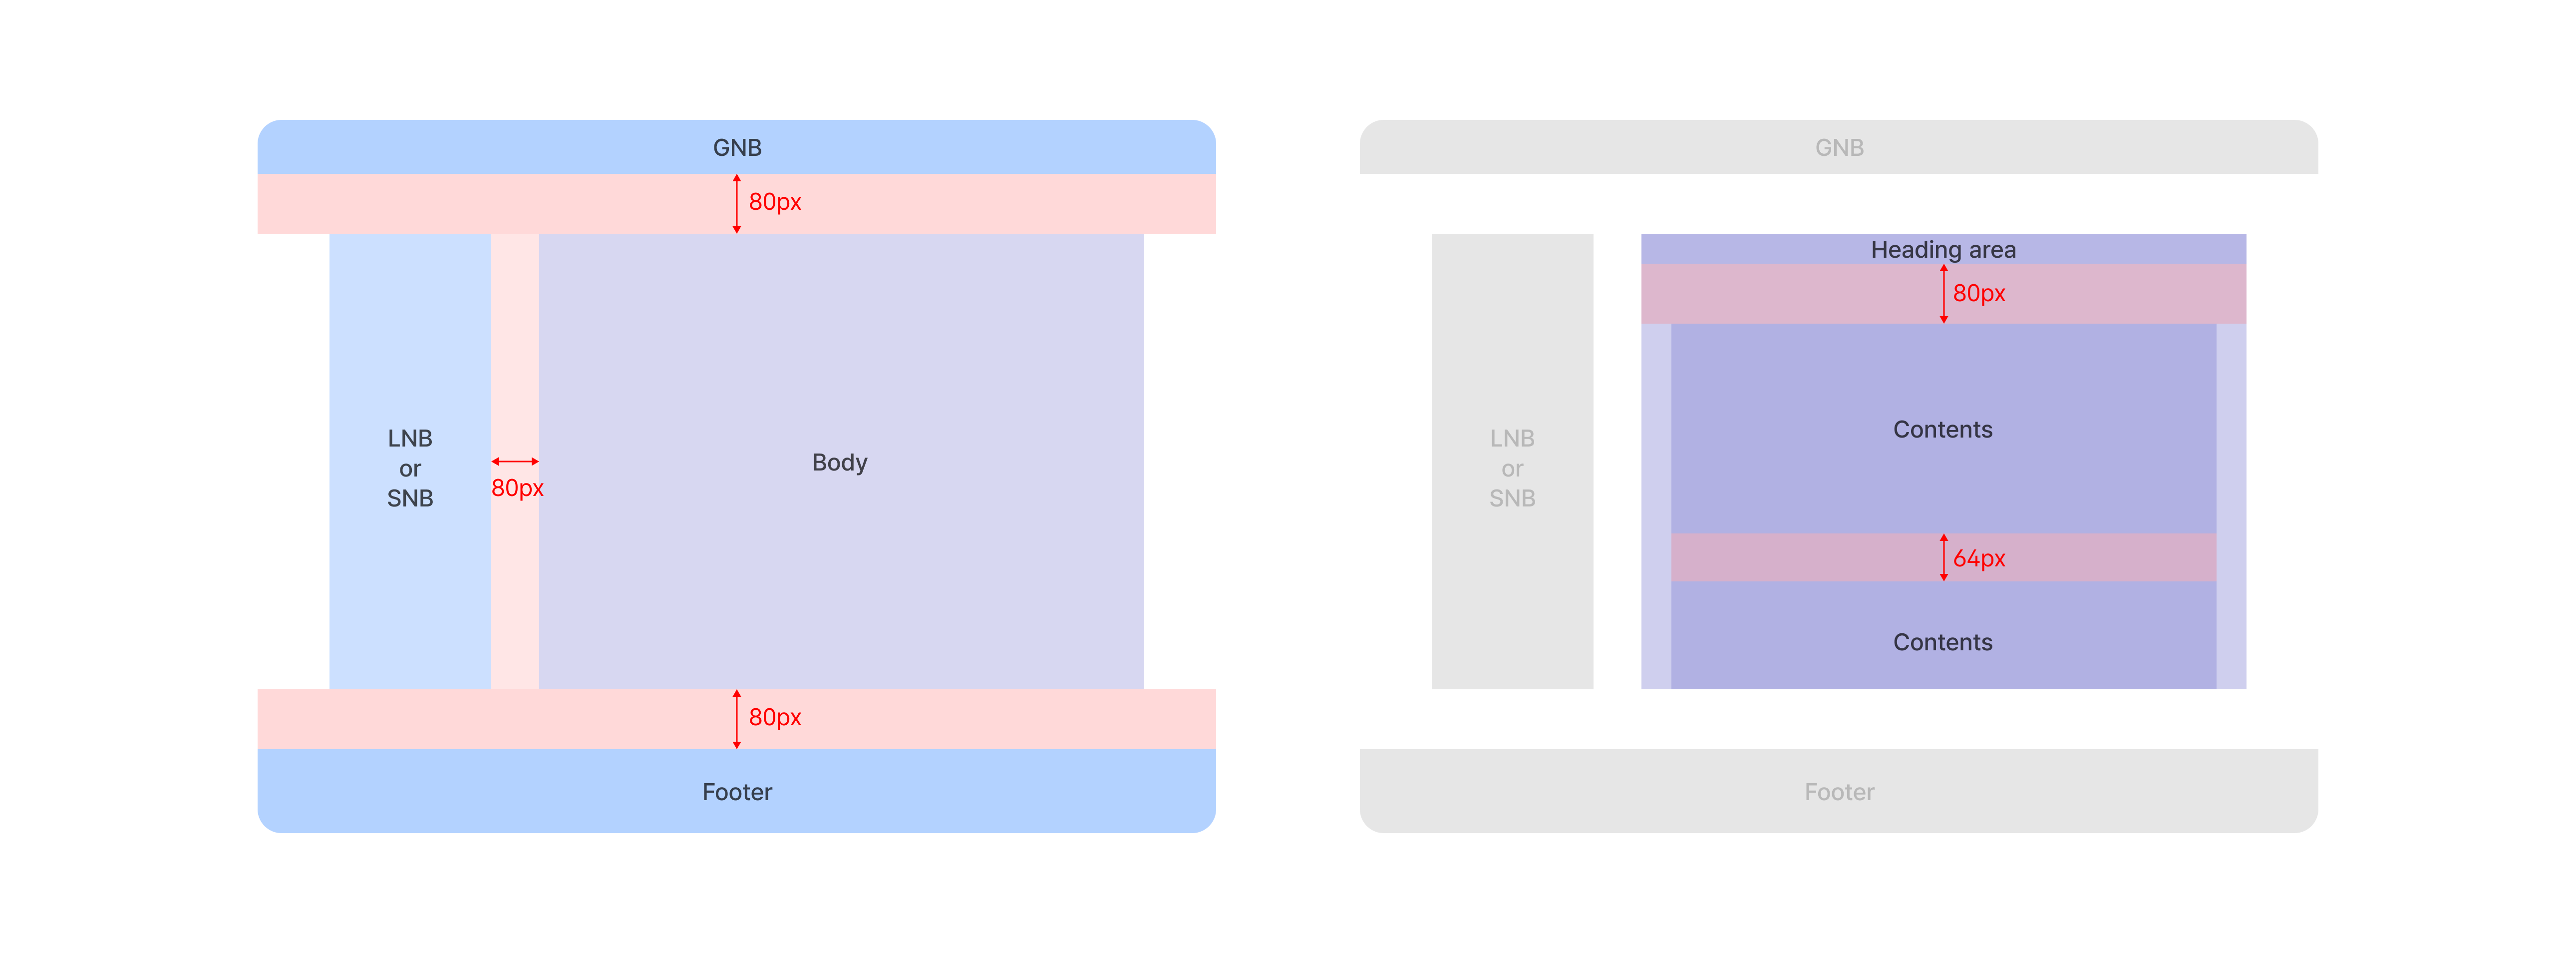 GNB
80px
LNB
or
SNB
80px
Body
80px
Footer
GNB
Heading area
80px
LNB
or
SNB
Contents
64px
Contents
Footer